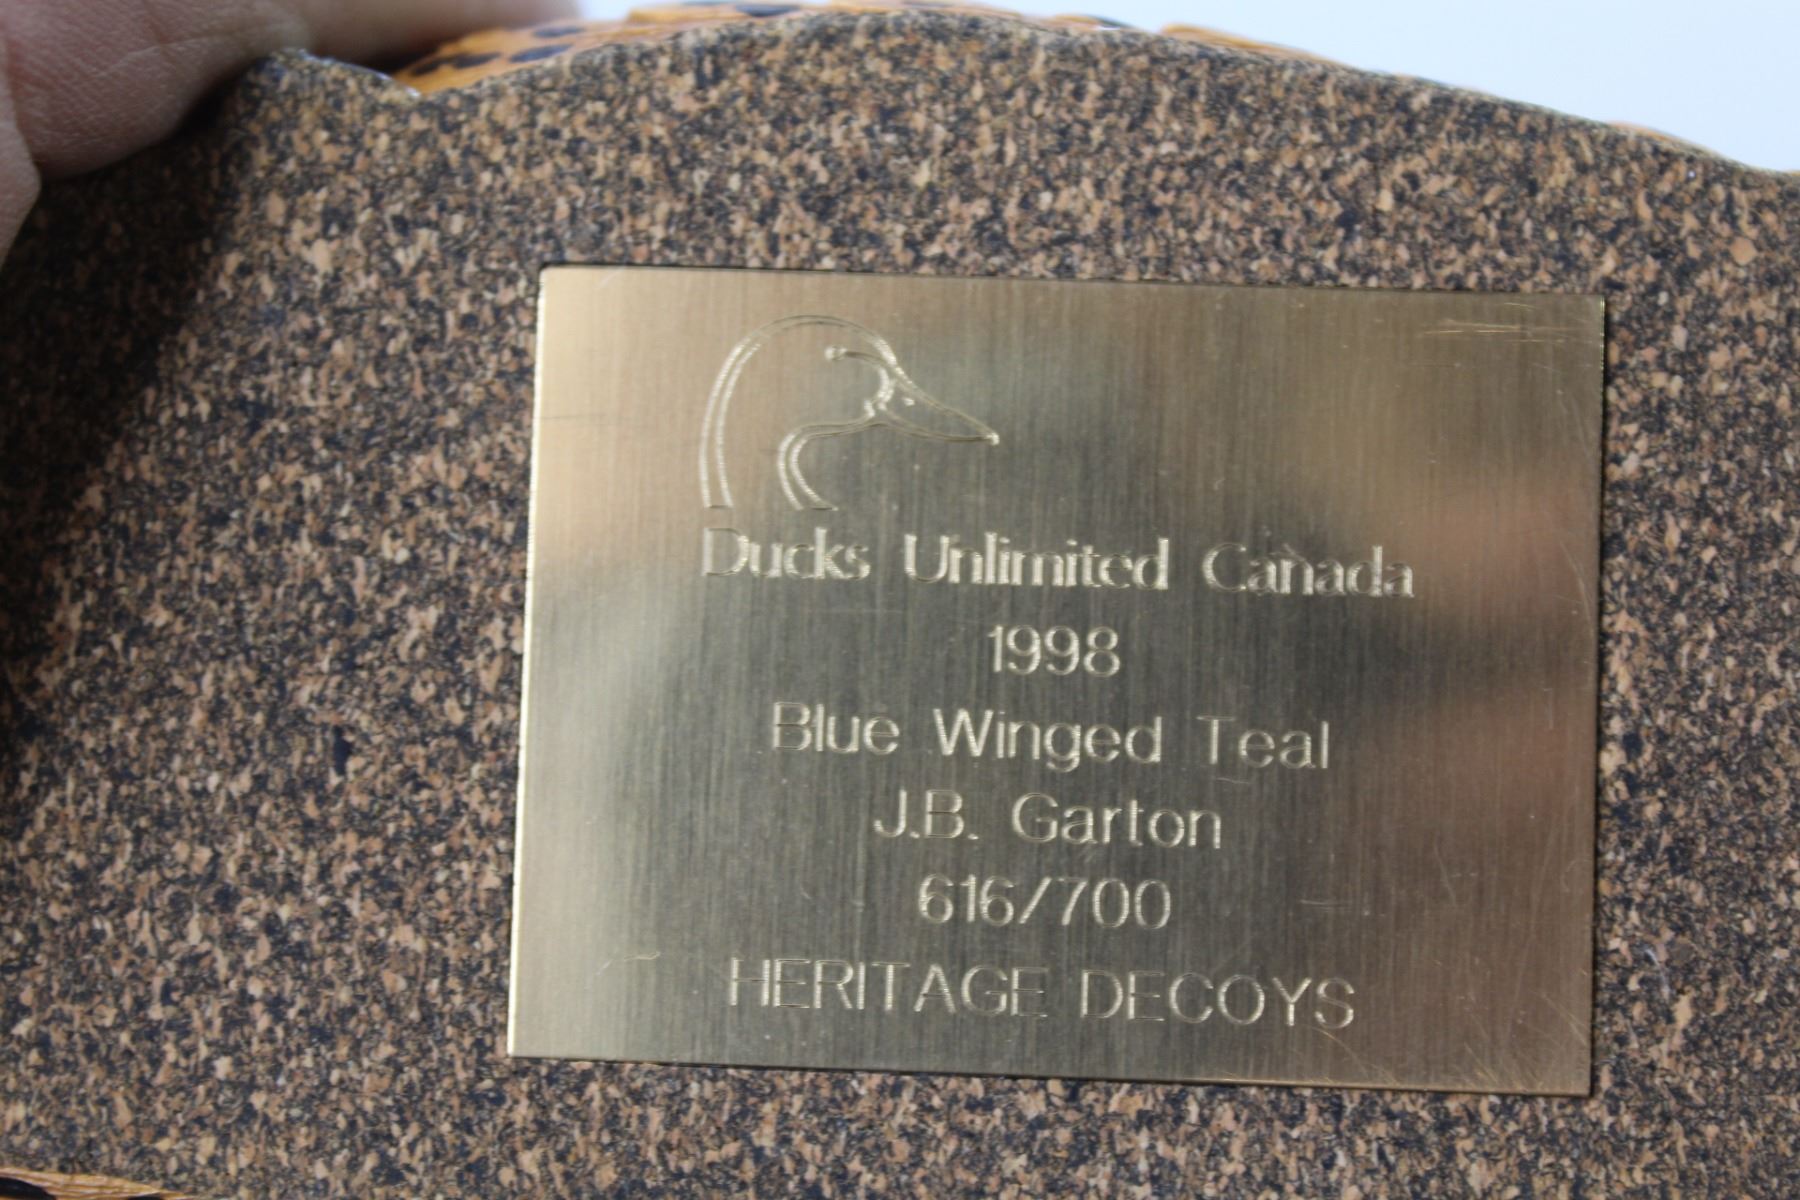 Ducks Unlimited Canada
1998
Blue Winged Teal
J.B. Garton
616/700
HERITAGE DECOYS